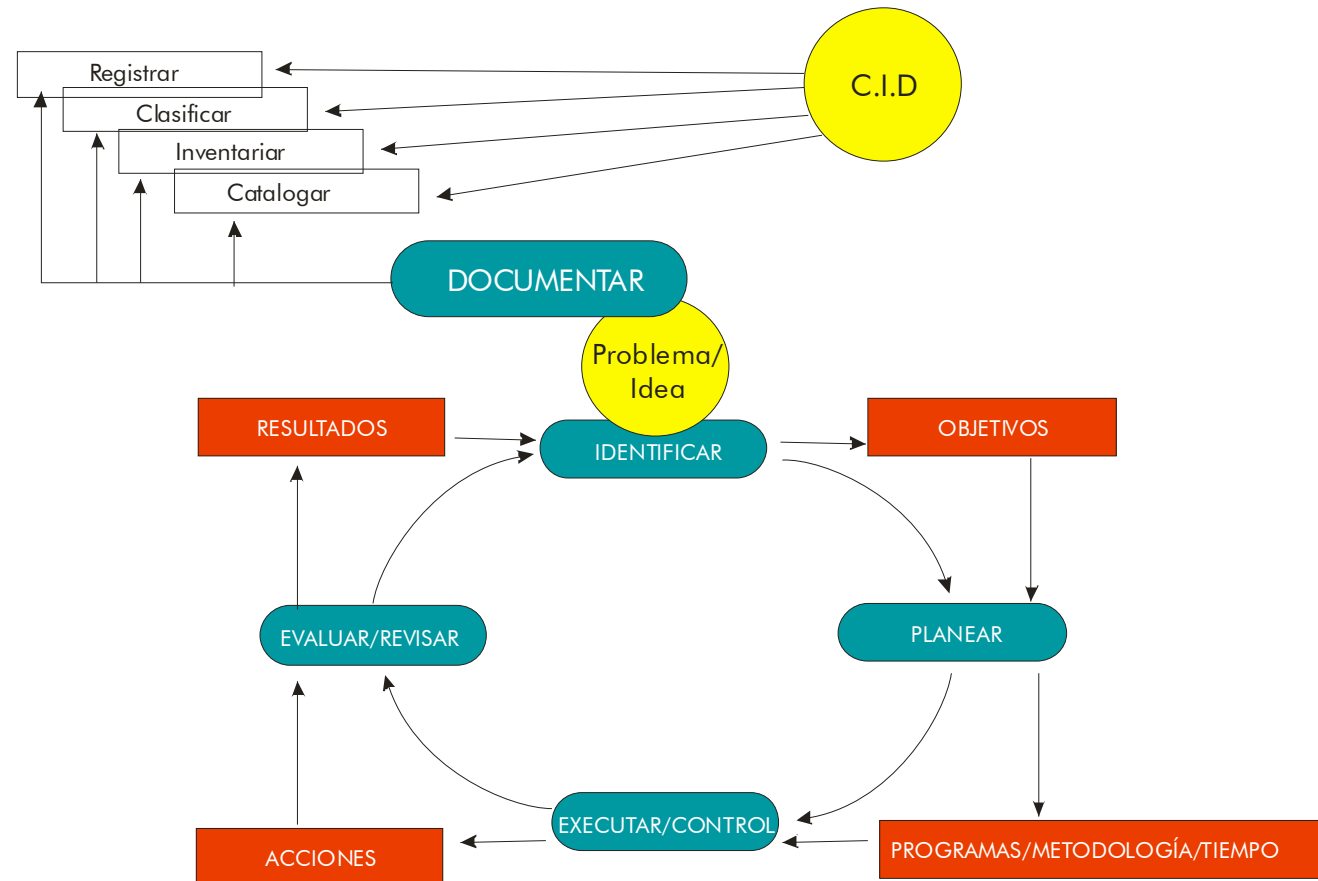 Registrar
C.I.D
Clasificar
Inventariar
Catalogar
DOCUMENTAR
Problema/
Idea
RESULTADOS
OBJETIVOS
IDENTIFICAR
EVALUAR/REVISAR
PLANEAR
EXECUTAR/CONTROL
ACCIONES
PROGRAMAS/METODOLOGÍA/TIEMPO